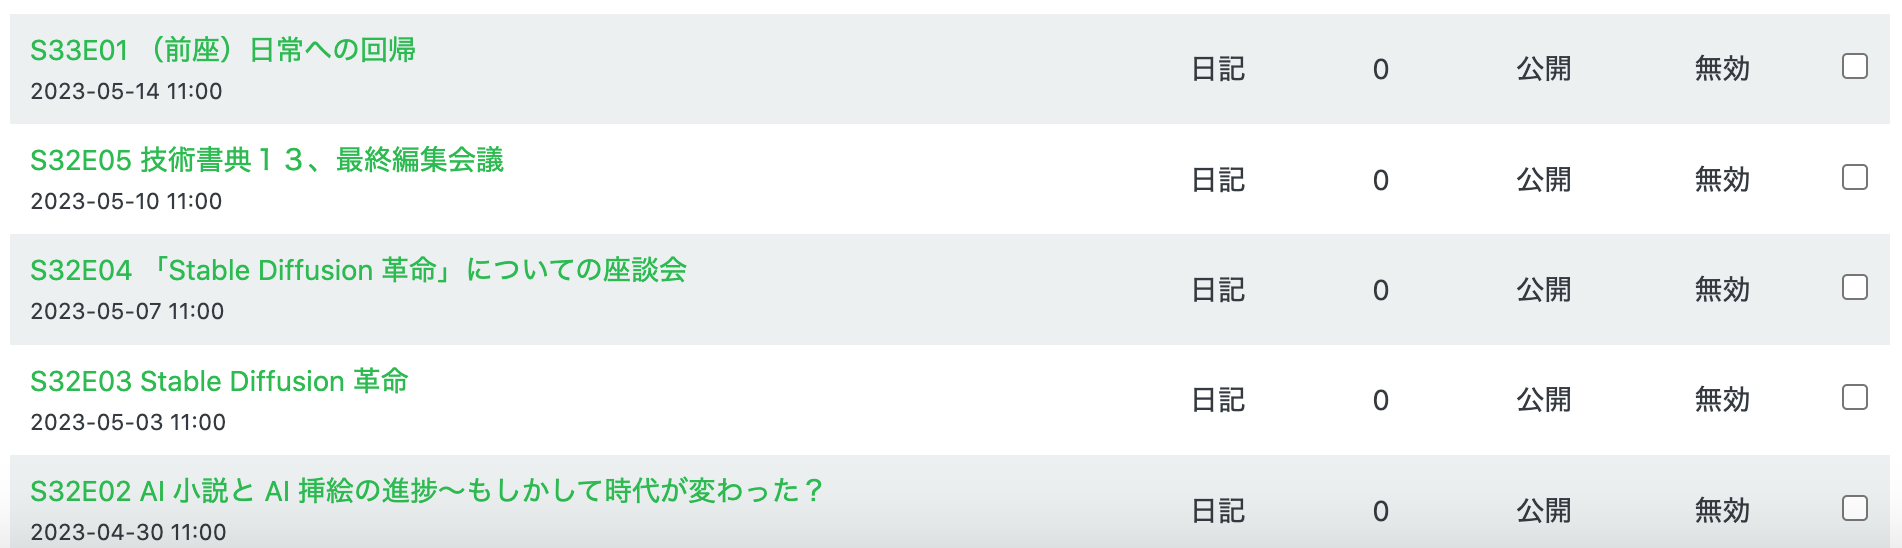 S33E01 （前座）日常への回帰
2023-05-14 11:00
日記 0 公開 無効
S32E05 技術書典１３、最終編集会議
2023-05-10 11:00
日記 0 公開 無効
S32E04 「Stable Diffusion 革命」についての座談会
2023-05-07 11:00
日記 0 公開 無効
S32E03 Stable Diffusion 革命
2023-05-03 11:00
日記 0 公開 無効
S32E02 AI 小説と AI 挿絵の進捗〜もしかして時代が変わった？
2023-04-30 11:00
日記 0 公開 無効